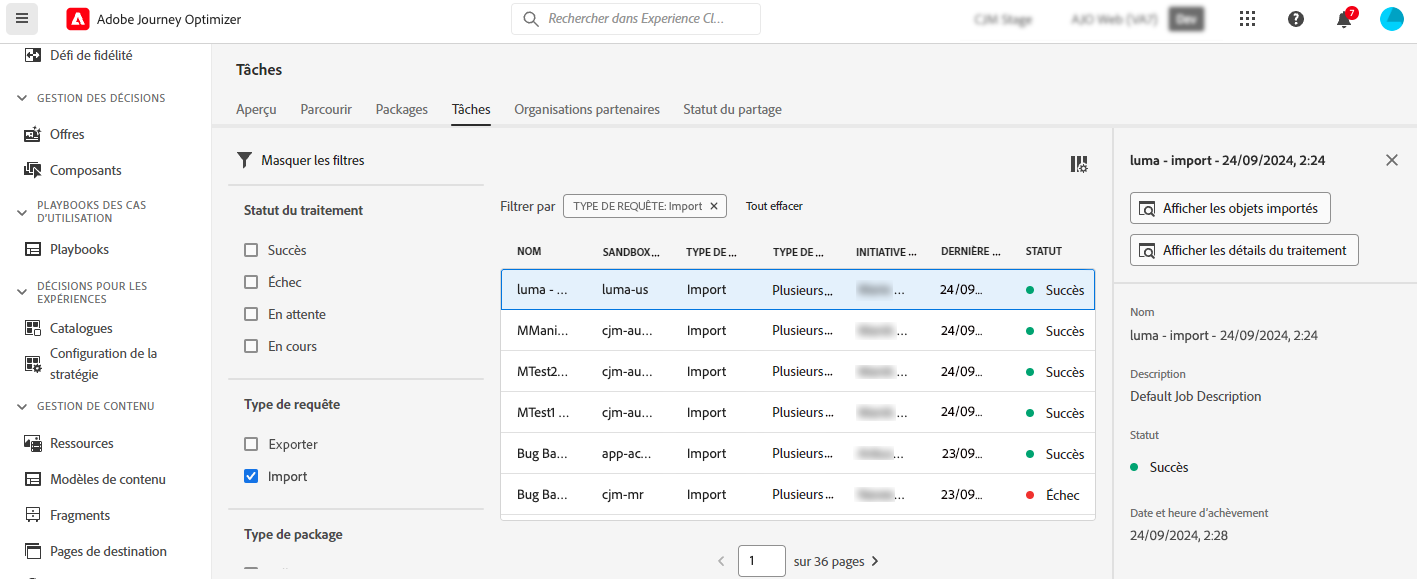 Adobe Journey Optimizer
Rechercher dans Experience Cl...
7
Défi de fidélité
GESTION DES DÉCISIONS
Offres
Composants
PLAYBOOKS DES CAS
D'UTILISATION
Playbooks
DÉCISIONS POUR LES
EXPÉRIENCES
Catalogues
Configuration de la
stratégie
GESTION DE CONTENU
Ressources
Modèles de contenu
Fragments
Pages de destination
Tâches
Aperçu Parcourir Packages Tâches Organisations partenaires Statut du partage
Masquer les filtres
Statut du traitement
Succès
Échec
En attente
En cours
Type de requête
Exporter
Import
Type de package
Filtrer par TYPE DE REQUÊTE: Import Tout effacer
NOM SANDBOX... TYPE DE ... TYPE DE ... INITIATIVE ... DERNIÈRE ... STATUT
luma - ... luma-us Import Plusieurs... ... 24/09... Succès
MMani... cjm-au... Import Plusieurs... ... 24/09... Succès
MTest2... cjm-au... Import Plusieurs... ... 24/09... Succès
MTest1 ... cjm-au... Import Plusieurs... ... 24/09... Succès
Bug Ba... app-ac... Import Plusieurs... ... 23/09... Succès
Bug Ba... cjm-mr Import Plusieurs... ... 23/09... Échec
1 sur 36 pages
luma - import - 24/09/2024, 2:24
Afficher les objets importés
Afficher les détails du traitement
Nom
luma - import - 24/09/2024, 2:24
Description
Default Job Description
Statut
Succès
Date et heure d'achèvement
24/09/2024, 2:28